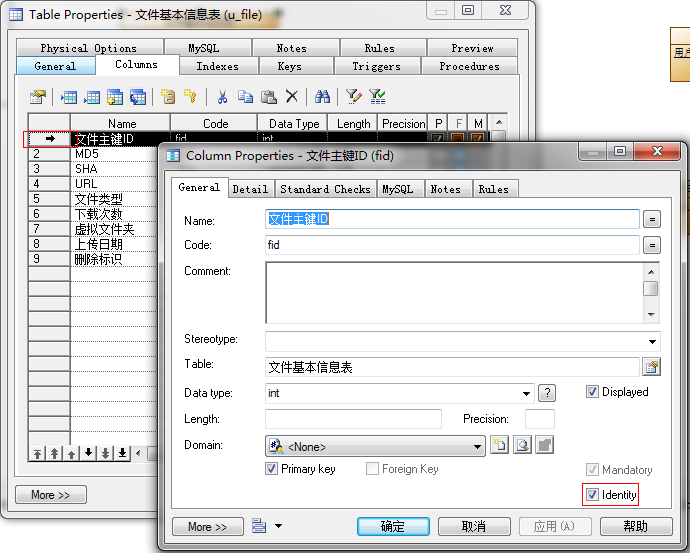 Table Properties - 文件基本信息表 (u_file)
Physical Options MySQL Notes Rules Preview
General Columns Indexes Keys Triggers Procedures
Name Code Data Type Length Precision P F M
文件主键ID fid int
2 MD5
3 SHA
4 URL
5 文件类型
6 下载次数
7 虚拟文件夹
8 上传日期
9 删除标识
More >>
用户
Column Properties - 文件主键ID (fid)
General Detail Standard Checks MySQL Notes Rules
Name: 文件主键ID =
Code: fid =
Comment:
Stereotype:
Table: 文件基本信息表
Data type: int ? Displayed
Length: Precision:
Domain: <None>
Primary key Foreign Key Mandatory
Identity
More >> 确定 取消 应用(A) 帮助